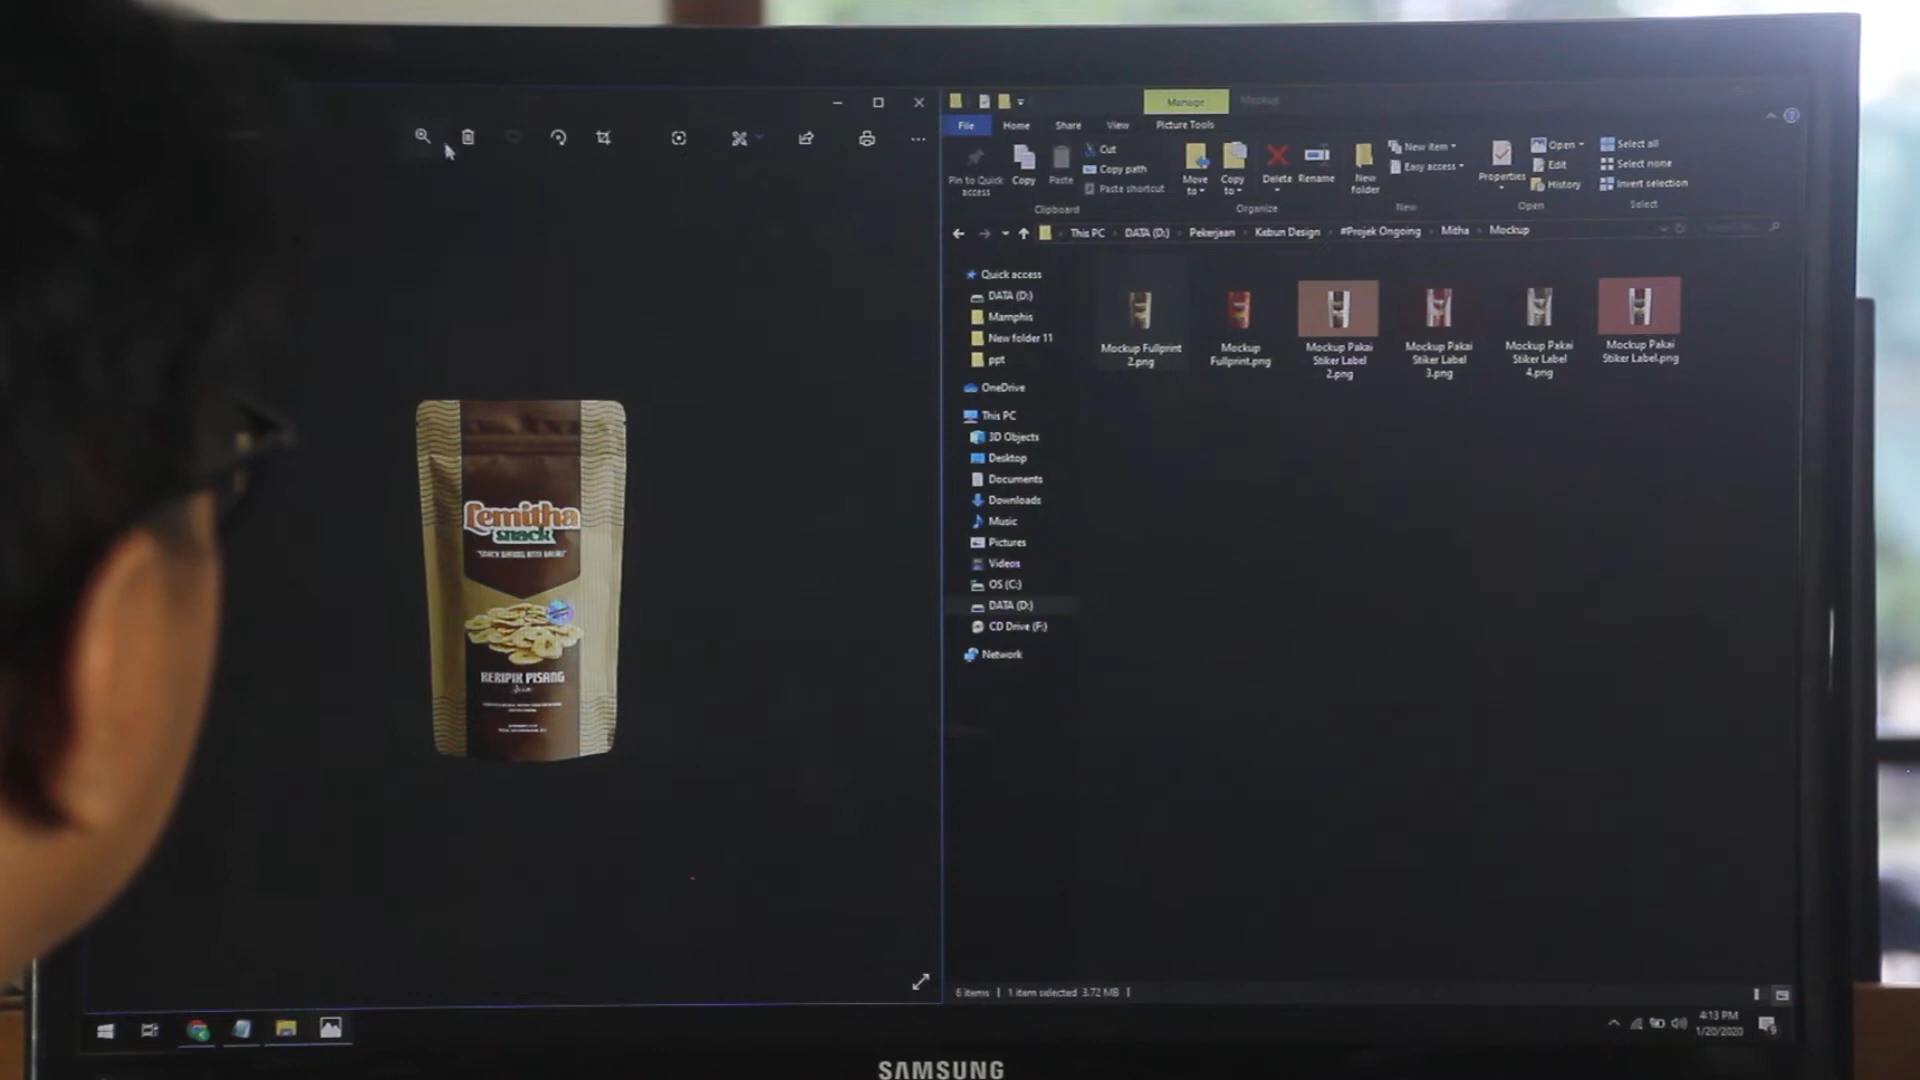 Lemitha
snack
KERIPIK PISANG
Manage
Mockup
File
Home
Share
View
Picture Tools
Pin to Quick
access
Copy
Paste
Cut
Copy path
Paste shortcut
Clipboard
Move
to
Copy
to
Delete
Rename
Organize
New
folder
New item
Easy access
New
Properties
Open
Edit
History
Open
Select all
Select none
Invert selection
Select
This PC
DATA (D:)
Pekerjaan
Kebun Design
#Projek Ongoing
Mitha
Mockup
Quick access
DATA (D:)
Mamphis
New folder 11
ppt
OneDrive
This PC
3D Objects
Desktop
Documents
Downloads
Music
Pictures
Videos
OS (C:)
DATA (D:)
CD Drive (F:)
Network
Mockup Fullprint
2.png
Mockup
Fullprint.png
Mockup Pakai
Stiker Label
2.png
Mockup Pakai
Stiker Label
3.png
Mockup Pakai
Stiker Label
4.png
Mockup Pakai
Stiker Label.png
6 items
1 item selected 3.72 MB
4:13 PM
1/20/2020
SAMSUNG